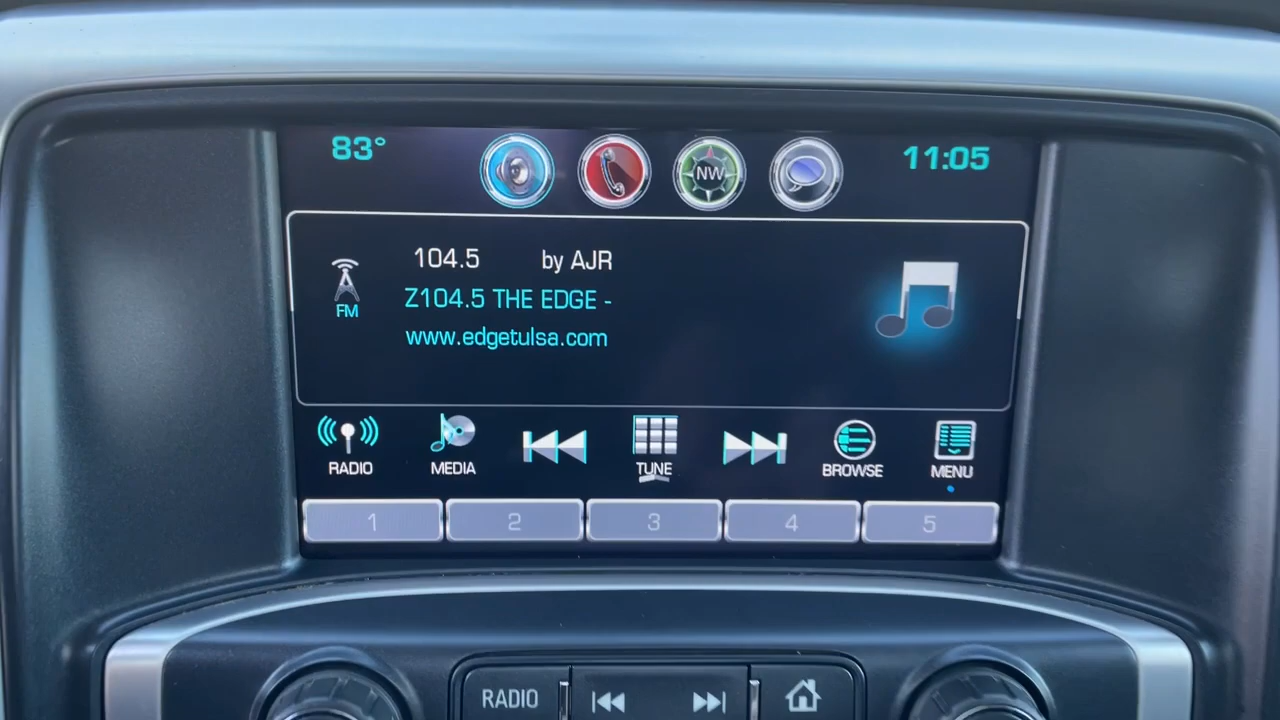 83° NW 11:05
104.5 by AJR
Z104.5 THE EDGE -
FM
www.edgetulsa.com
RADIO MEDIA TUNE BROWSE MENU
1 2 3 4 5
RADIO